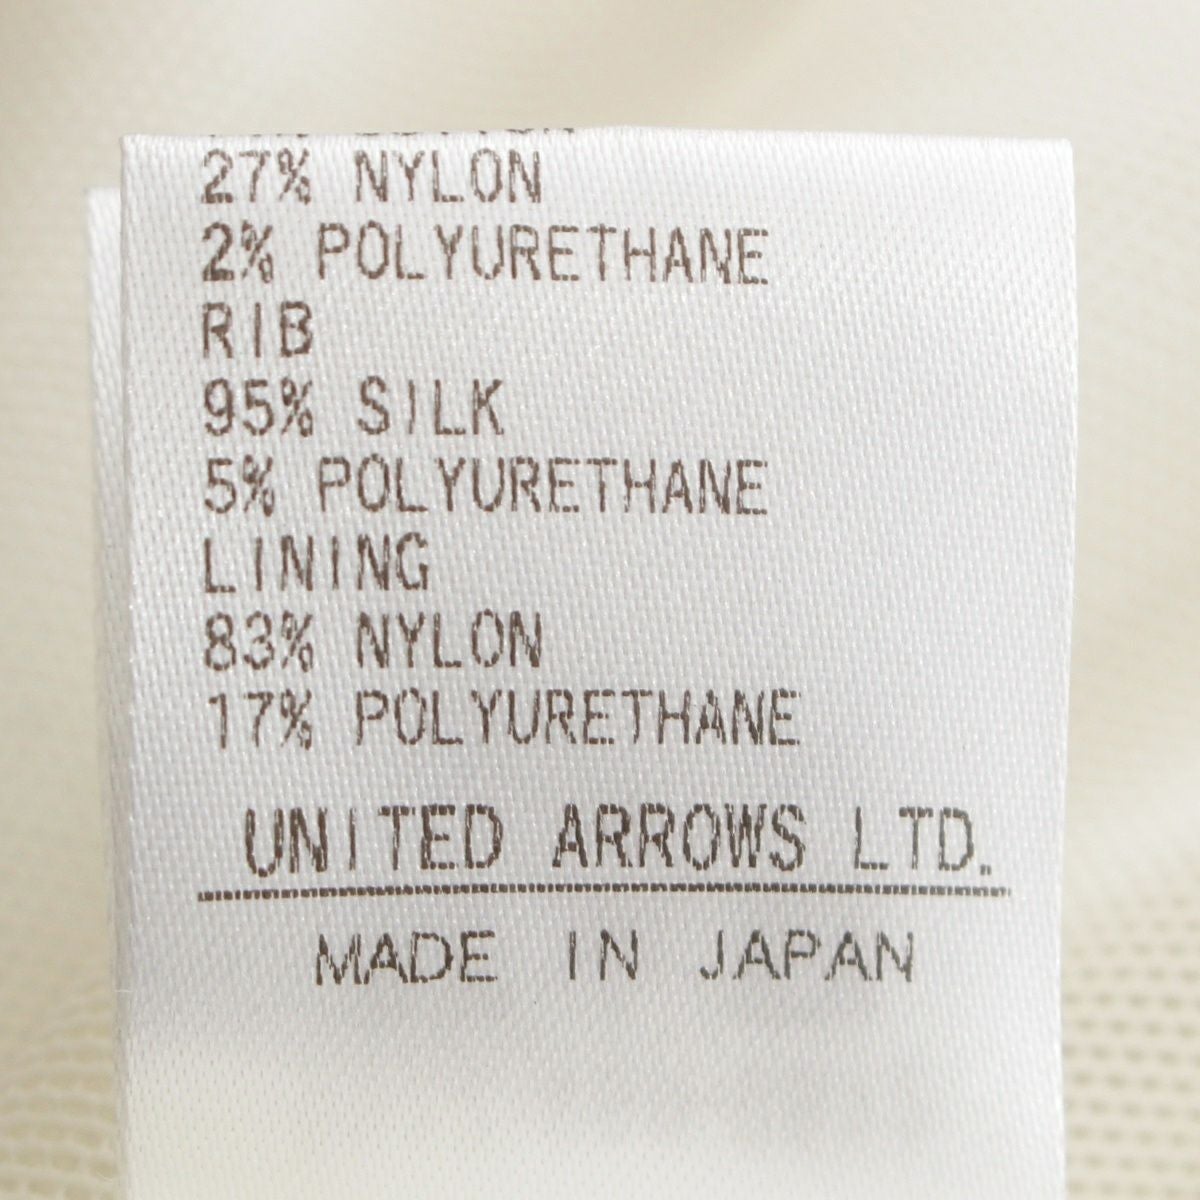 27% NYLON
2% POLYURETHANE
RIB
95% SILK
5% POLYURETHANE
LINING
83% NYLON
17% POLYURETHANE
UNITED ARROWS LTD.
MADE IN JAPAN